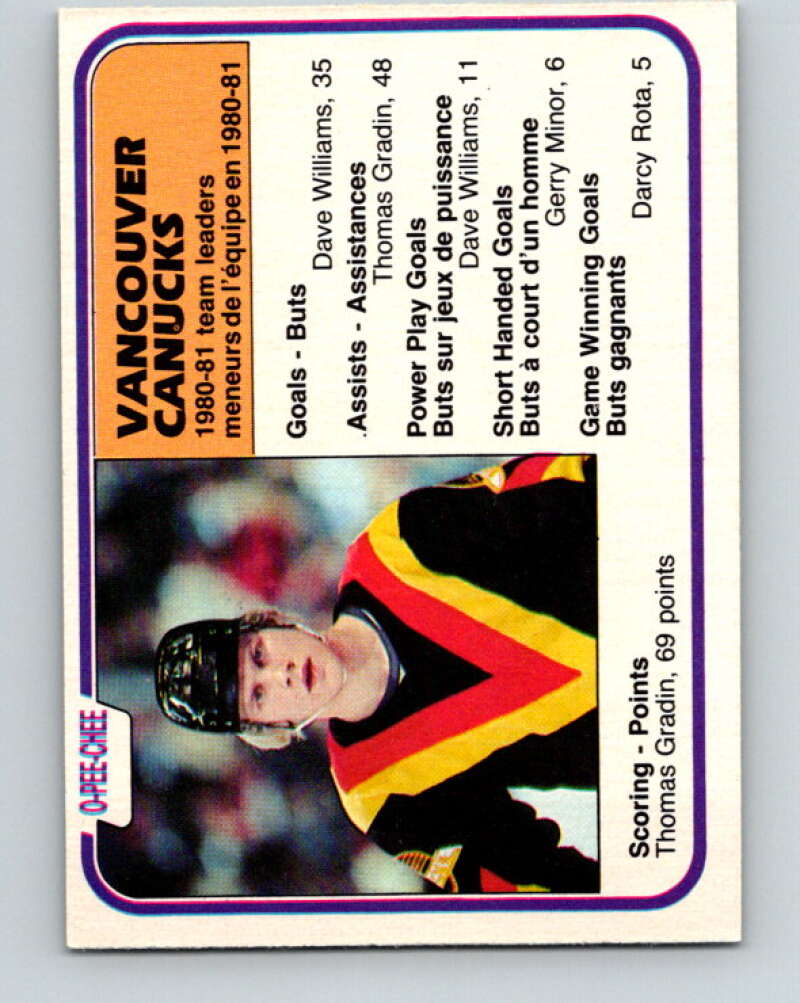 O-PEE-CHEE
VANCOUVER
CANUCKS
1980-81 team leaders
meneurs de l'équipe en 1980-81
Goals - Buts
Dave Williams, 35
Assists - Assistances
Thomas Gradin, 48
Power Play Goals
Buts sur jeux de puissance
Dave Williams, 11
Short Handed Goals
Buts à court d'un homme
Gerry Minor, 6
Game Winning Goals
Buts gagnants
Darcy Rota, 5
Scoring - Points
Thomas Gradin, 69 points